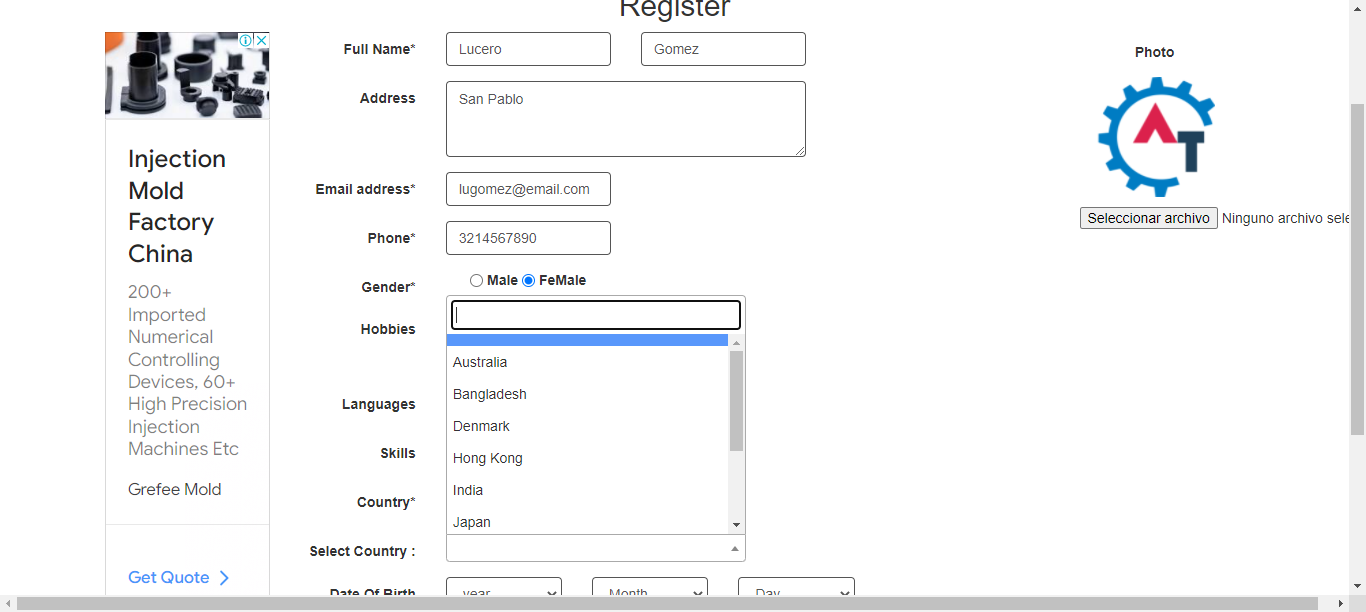 Register
Full Name*
Lucero
Gomez
Photo
Address
San Pablo
Injection
Mold
Factory
China
Email address*
lugomez@email.com
AT
Seleccionar archivo
Ninguno archivo sele
Phone*
3214567890
200+
Imported
Numerical
Controlling
Devices, 60+
High Precision
Injection
Machines Etc
Gender*
Male
FeMale
Hobbies
Australia
Bangladesh
Languages
Denmark
Skills
Hong Kong
Grefee Mold
India
Country*
Japan
Select Country :
Get Quote
Date Of Birth
year
Month
Day